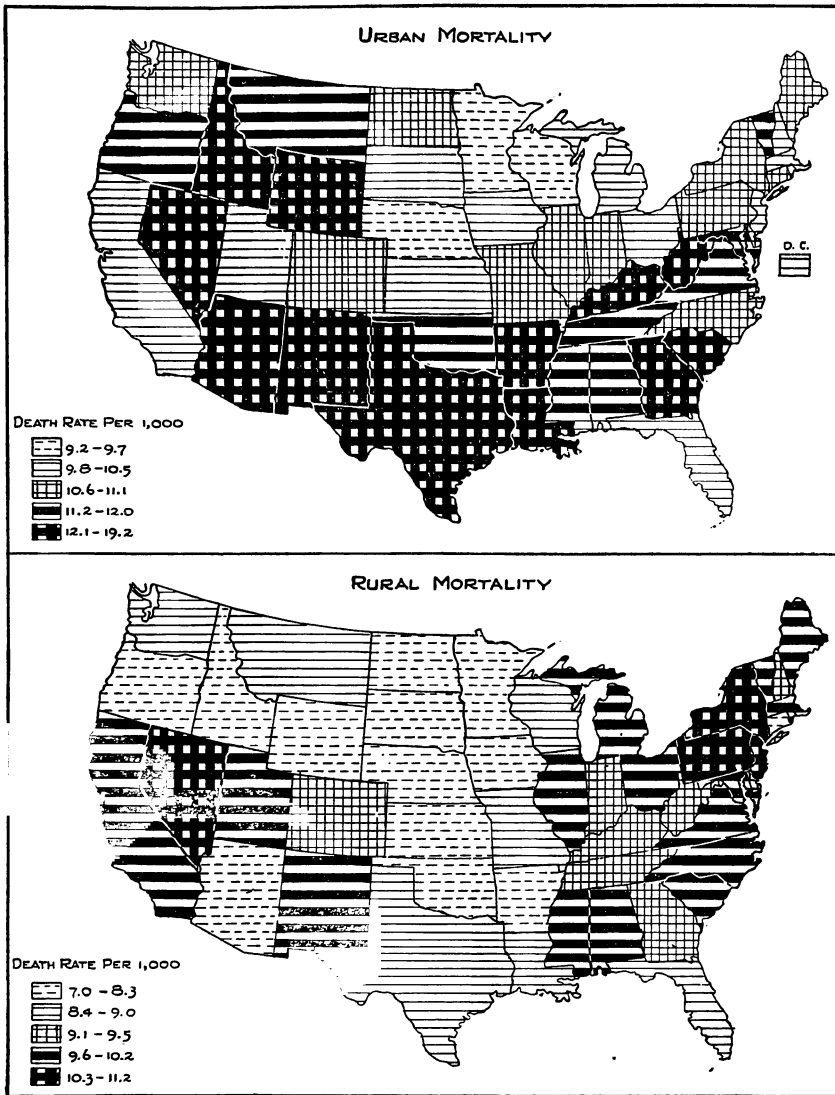 URBAN MORTALITY
D. C.
DEATH RATE PER 1,000
9.2 – 9.7
9.8 – 10.5
10.6 – 11.1
11.2 – 12.0
12.1 – 19.2
RURAL MORTALITY
DEATH RATE PER 1,000
7.0 – 8.3
8.4 – 9.0
9.1 – 9.5
9.6 – 10.2
10.3 – 11.2